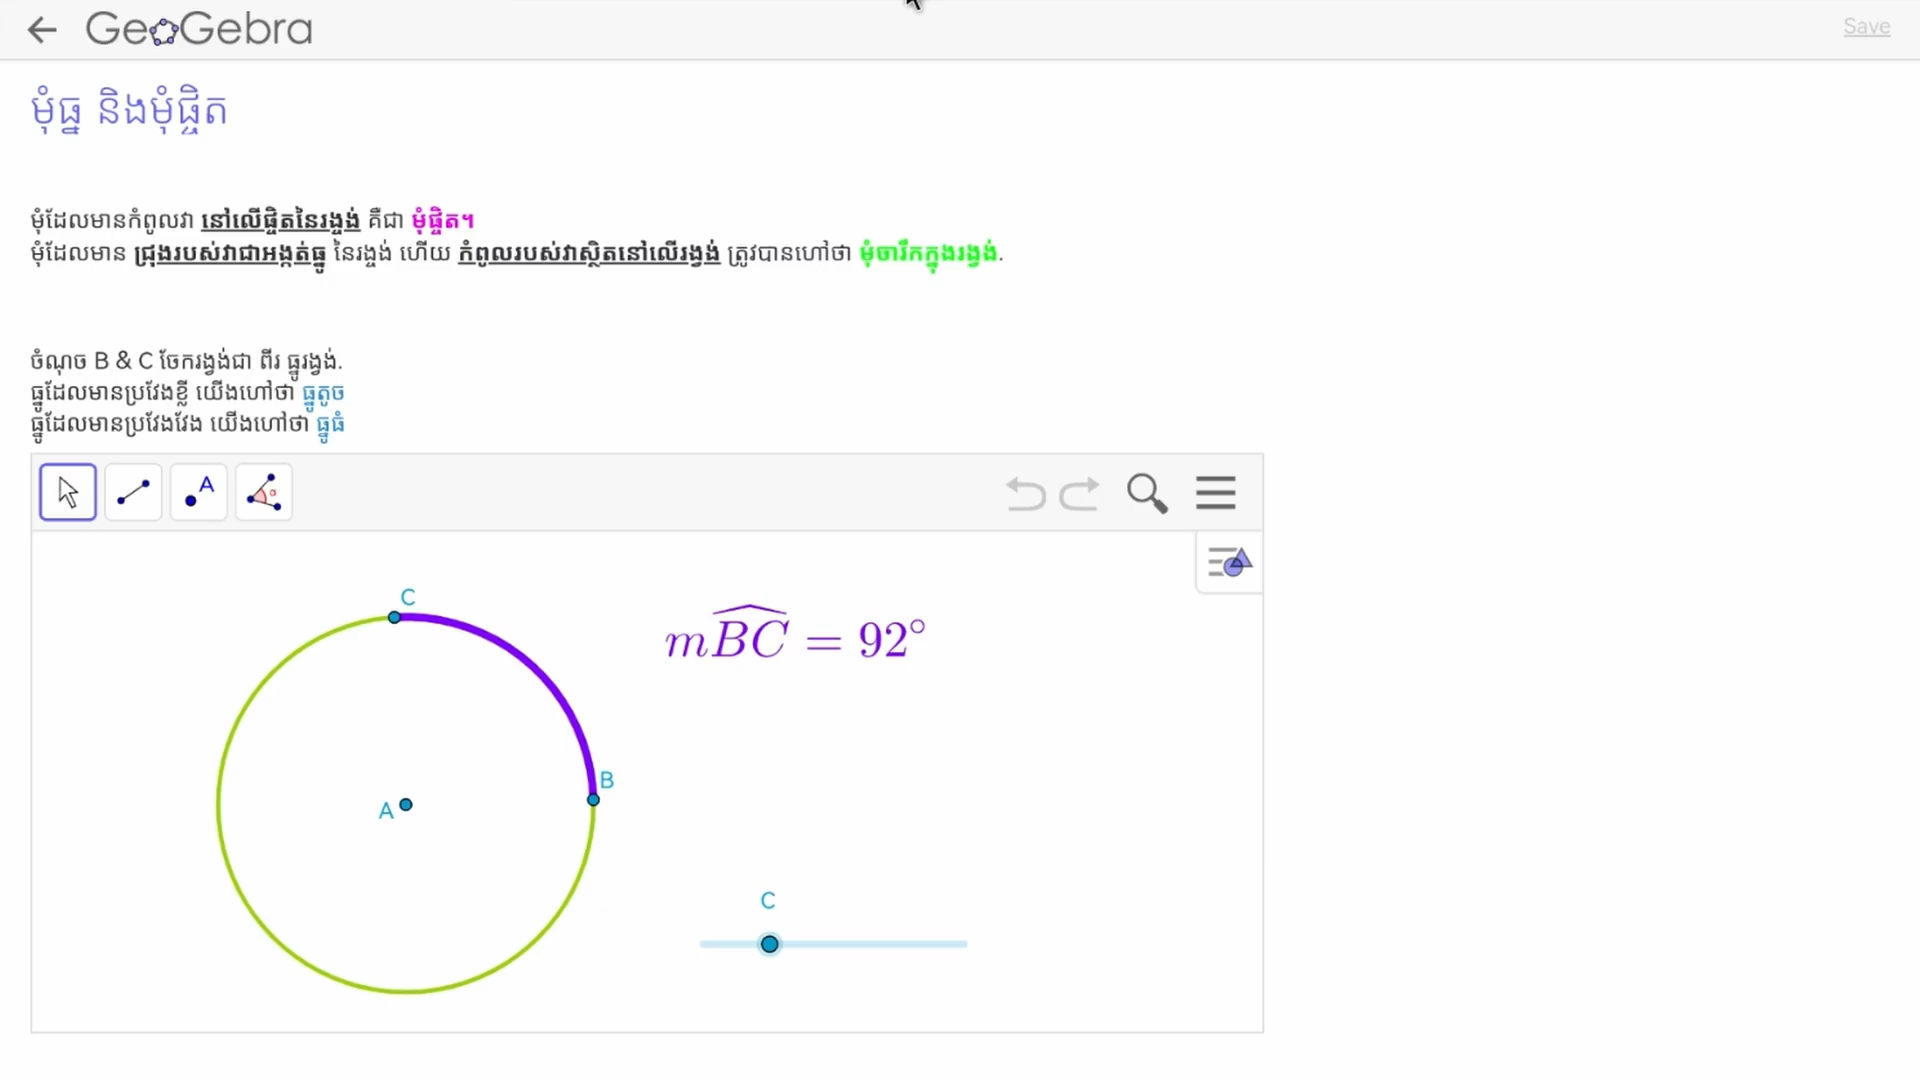 GeoGebra
Save
មុំធ្នូ និងមុំផ្ចិត
មុំដែលមានកំពូលវា នៅលើផ្ចិតនៃរង្វង់ គឺជា មុំផ្ចិត។
មុំដែលមាន ជ្រុងរបស់វាជាអង្កត់ធ្នូ នៃរង្វង់ ហើយ កំពូលរបស់វាស្ថិតនៅលើរង្វង់ ត្រូវបានហៅថា មុំចារឹកក្នុងរង្វង់.
ចំណុច B & C ចែករង្វង់ជា ពីរ ធ្នូរង្វង់.
ធ្នូដែលមានប្រវែងខ្លី យើងហៅថា ធ្នូតូច
ធ្នូដែលមានប្រវែងវែង យើងហៅថា ធ្នូធំ
A
α
C
mBC = 92°
B
A
C